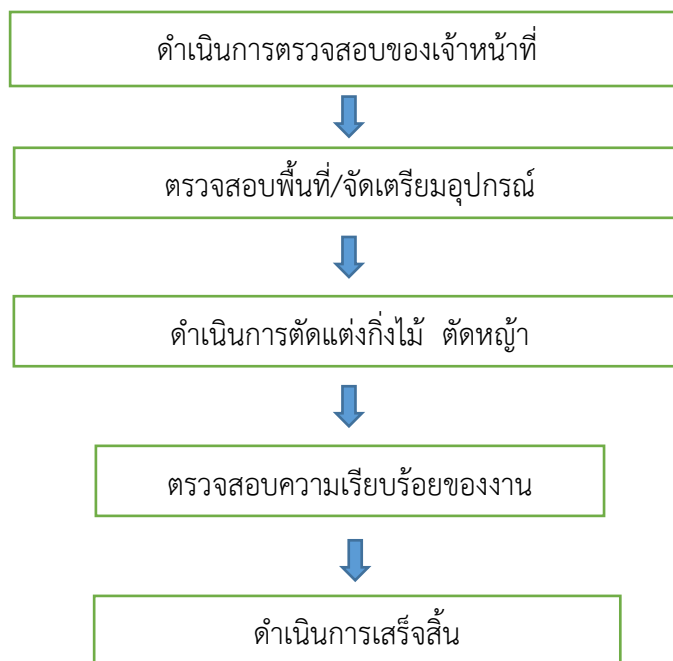 ดำเนินการตรวจสอบของเจ้าหน้าที่
ตรวจสอบพื้นที่/จัดเตรียมอุปกรณ์
ดำเนินการตัดแต่งกิ่งไม้ ตัดหญ้า
ตรวจสอบความเรียบร้อยของงาน
ดำเนินการเสร็จสิ้น